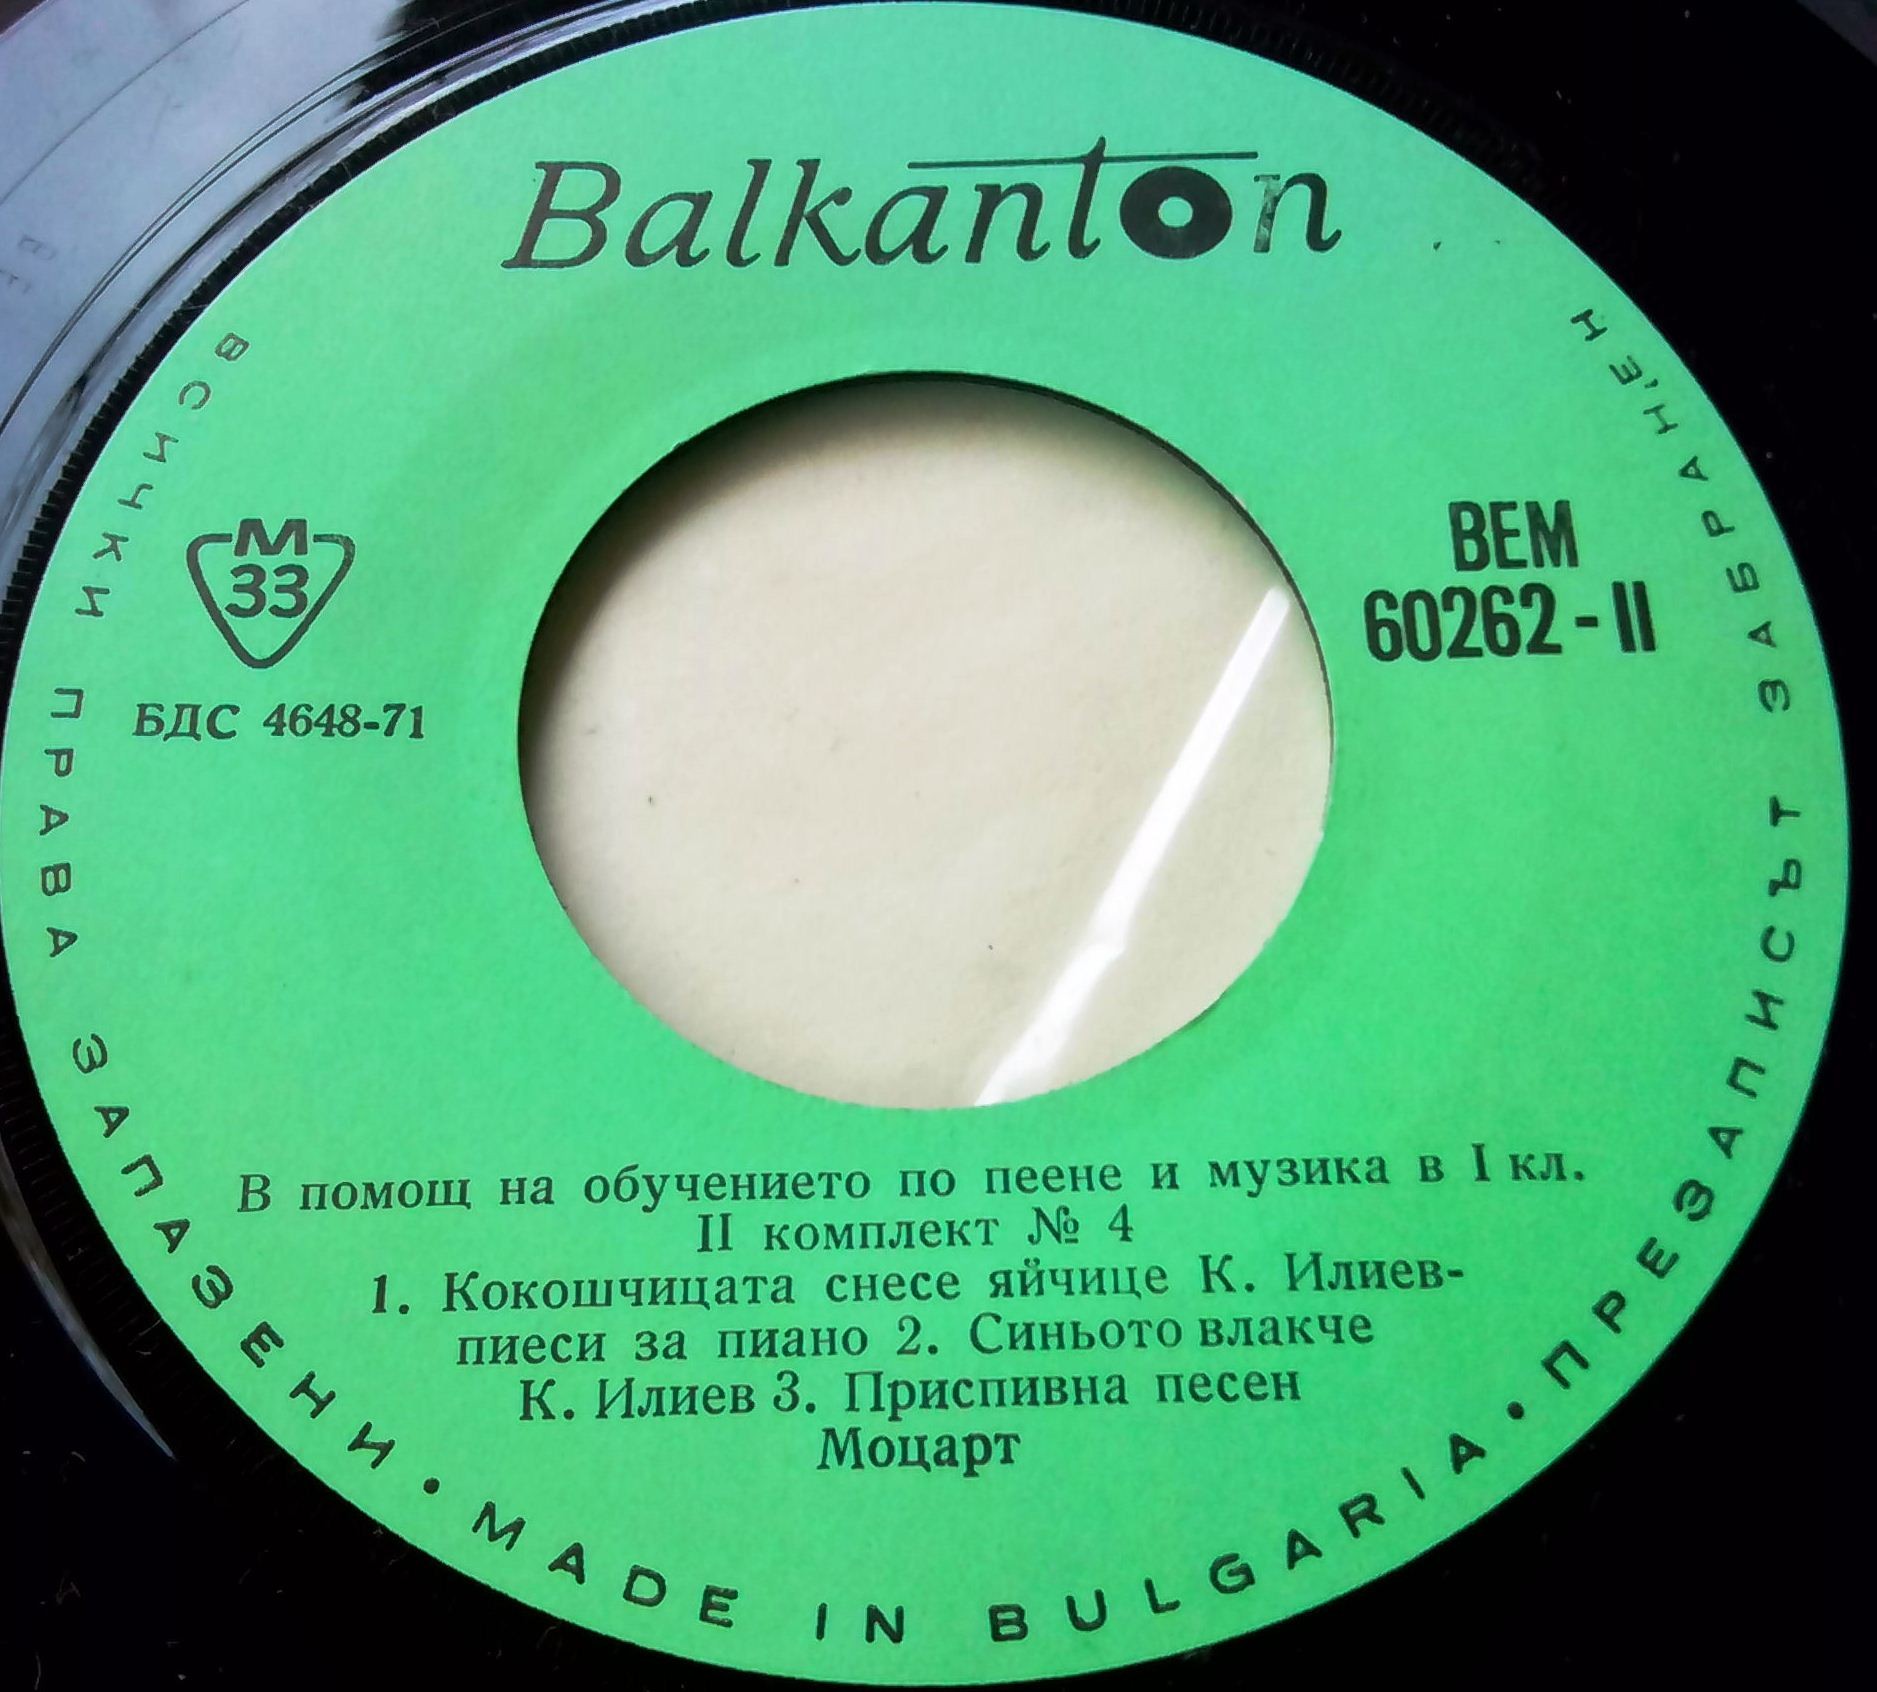 Balkanton
M
33
БДС 4648-71
BEM
60262-II
В помощ на обучението по пеене и музика в I кл.
II комплект № 4
1. Кокошчицата снесе яйчице К. Илиев-
пиеси за пиано 2. Синьото влакче
К. Илиев 3. Приспивна песен
Моцарт
ВСИЧКИ ПРАВА ЗАПАЗЕНИ • MADE IN BULGARIA • ПРЕЗАПИСЪТ ЗАБРАНЕН